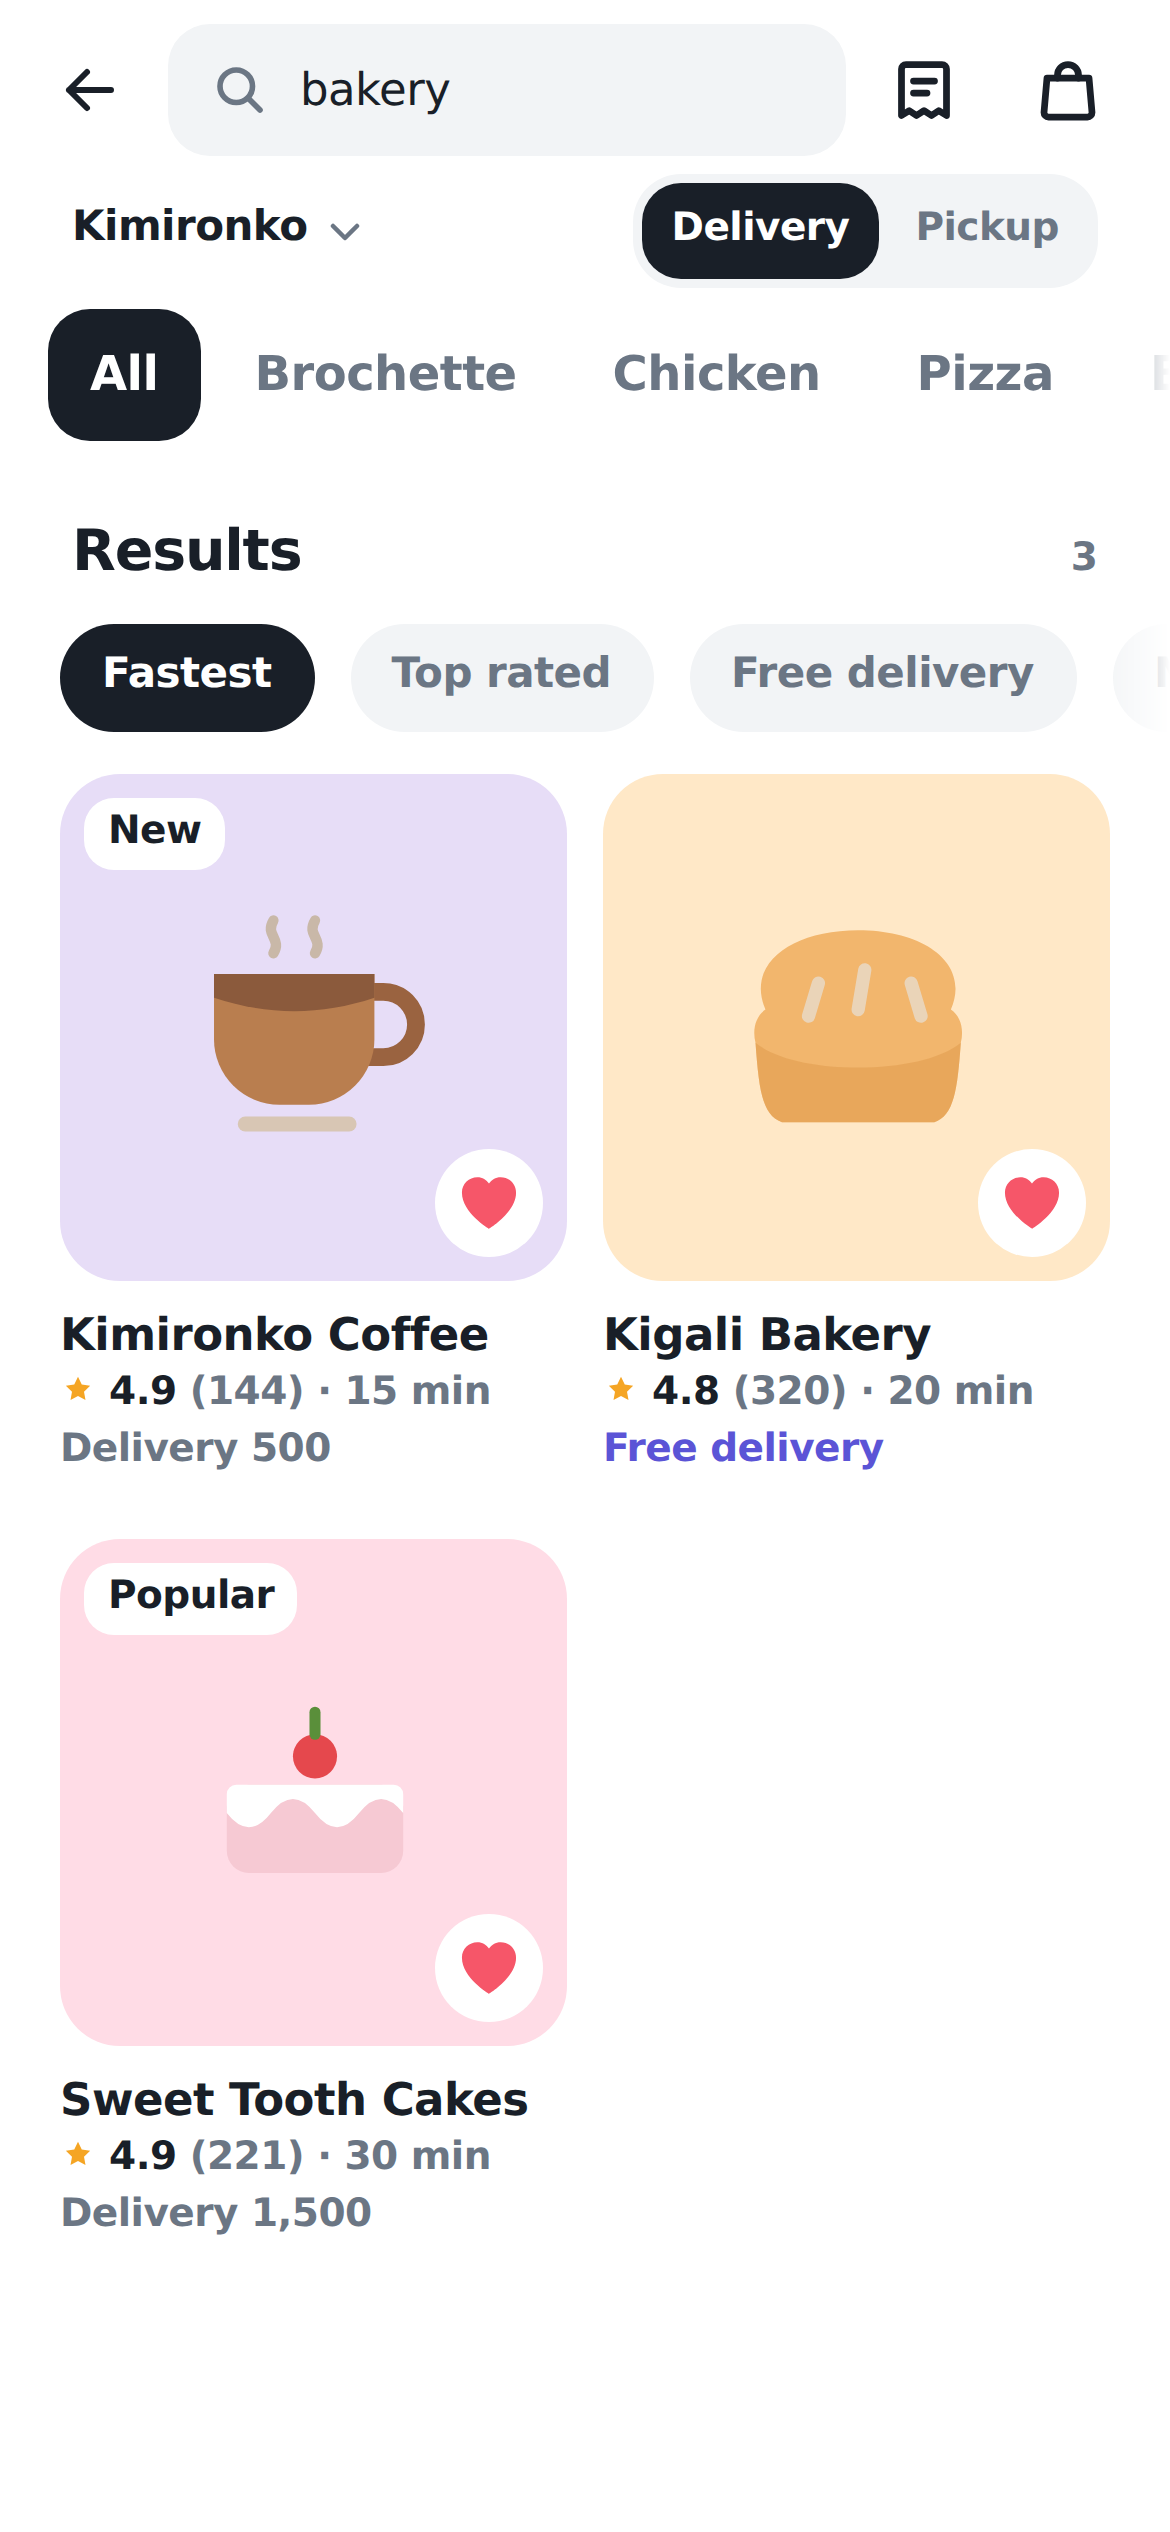 bakery
Kimironko
Delivery Pickup
All Brochette Chicken Pizza
Results 3
Fastest Top rated Free delivery
New
Kimironko Coffee
4.9 (144) · 15 min
Delivery 500
Kigali Bakery
4.8 (320) · 20 min
Free delivery
Popular
Sweet Tooth Cakes
4.9 (221) · 30 min
Delivery 1,500